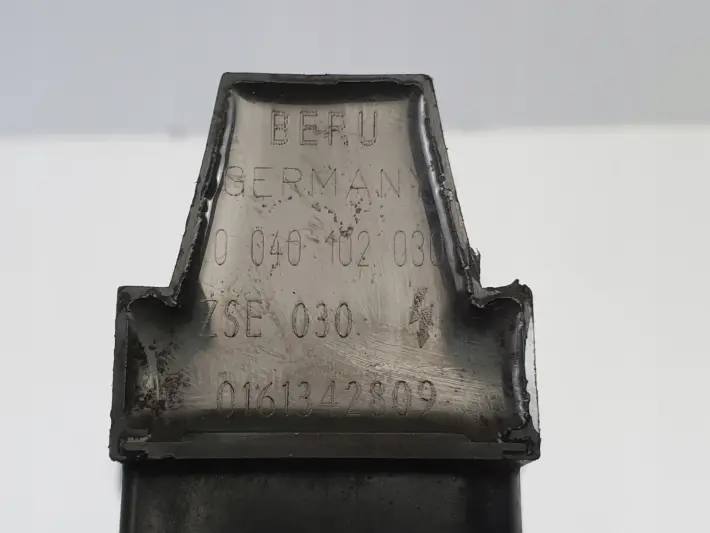 BERU
GERMANY
0 040 102 030
ZSE 030
0161342809